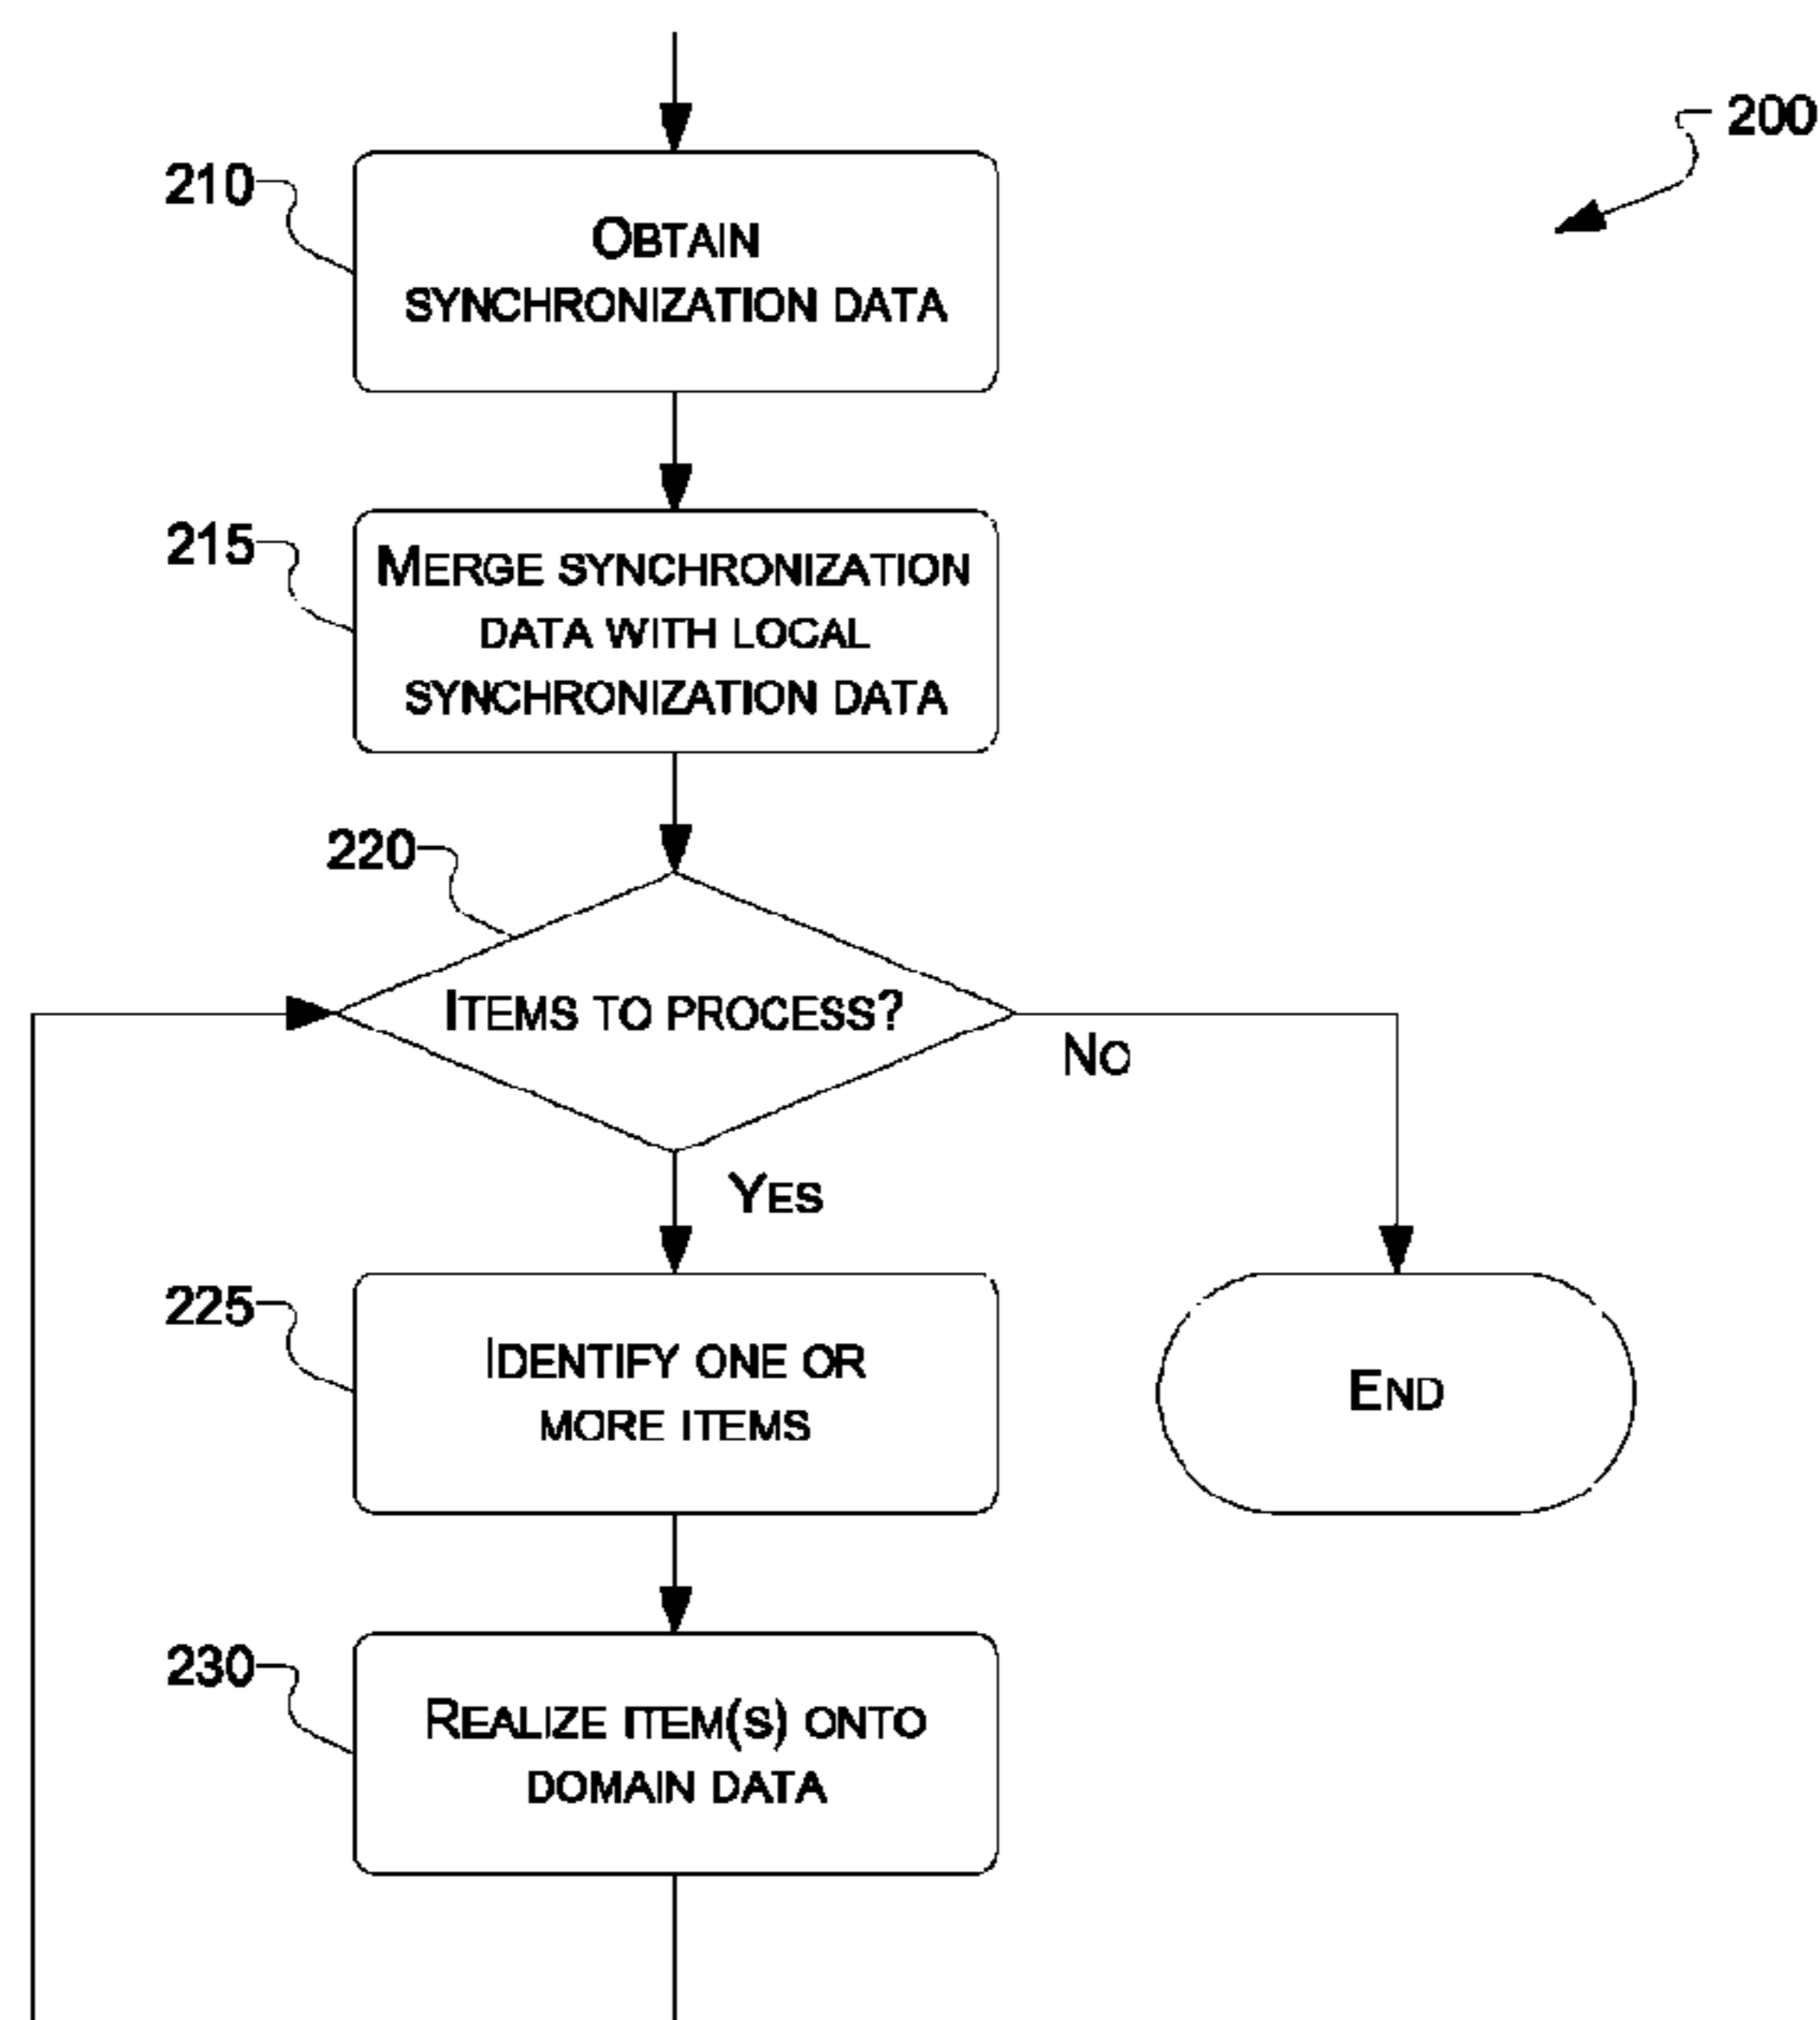 200
210
OBTAIN
SYNCHRONIZATION DATA
215
MERGE SYNCHRONIZATION
DATA WITH LOCAL
SYNCHRONIZATION DATA
220
ITEMS TO PROCESS?
NO
YES
225
IDENTIFY ONE OR
MORE ITEMS
END
230
REALIZE ITEM(S) ONTO
DOMAIN DATA